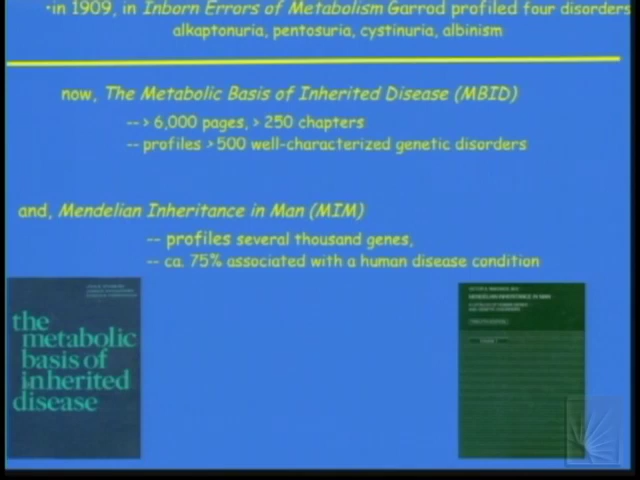 •in 1909, in Inborn Errors of Metabolism Garrod profiled four disorders
alkaptonuria, pentosuria, cystinuria, albinism
now, The Metabolic Basis of Inherited Disease (MBID)
--> 6,000 pages, > 250 chapters
-- profiles >500 well-characterized genetic disorders
and, Mendelian Inheritance in Man (MIM)
-- profiles several thousand genes,
-- ca. 75% associated with a human disease condition
the
metabolic
basis of
inherited
disease
MENDELIAN INHERITANCE IN MAN